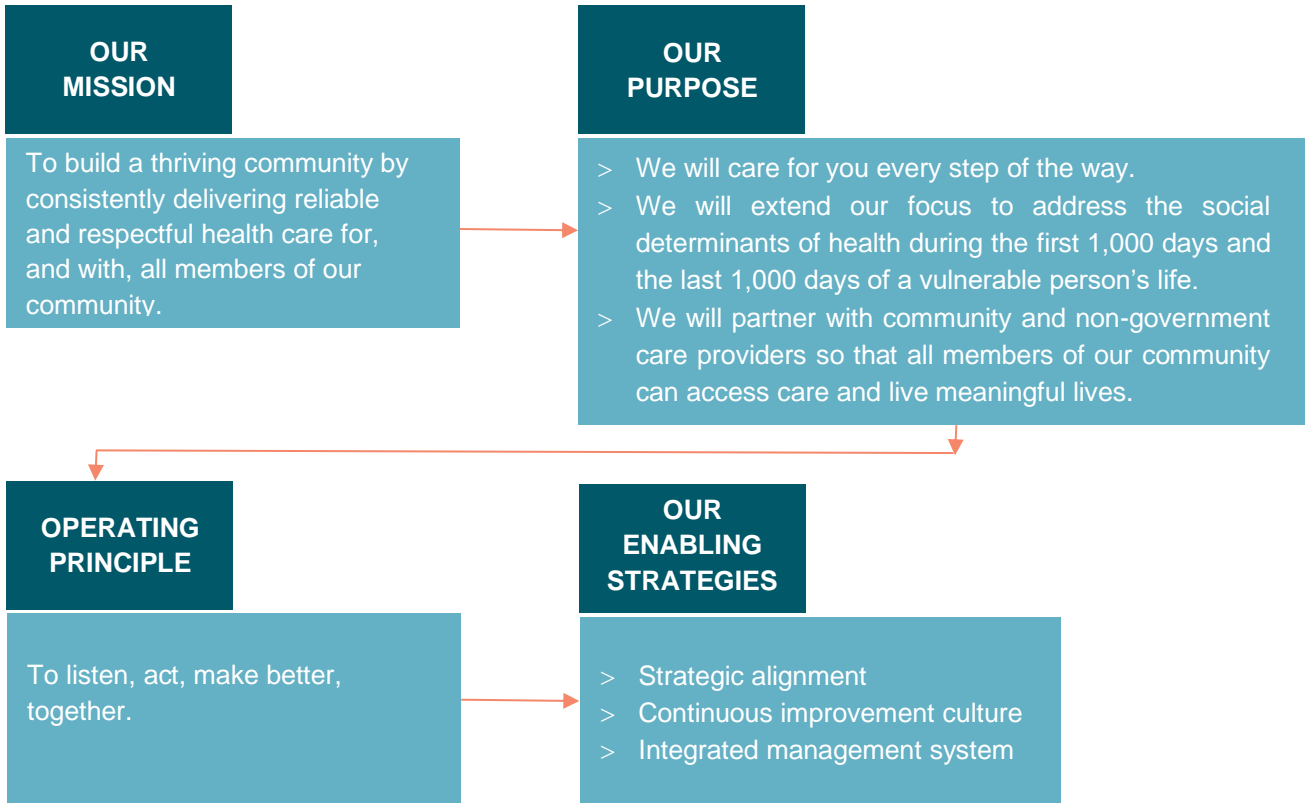 OUR
MISSION
To build a thriving community by
consistently delivering reliable
and respectful health care for,
and with, all members of our
community.
OUR
PURPOSE
> We will care for you every step of the way.
> We will extend our focus to address the social
determinants of health during the first 1,000 days and
the last 1,000 days of a vulnerable person’s life.
> We will partner with community and non-government
care providers so that all members of our community
can access care and live meaningful lives.
OPERATING
PRINCIPLE
To listen, act, make better,
together.
OUR
ENABLING
STRATEGIES
> Strategic alignment
> Continuous improvement culture
> Integrated management system